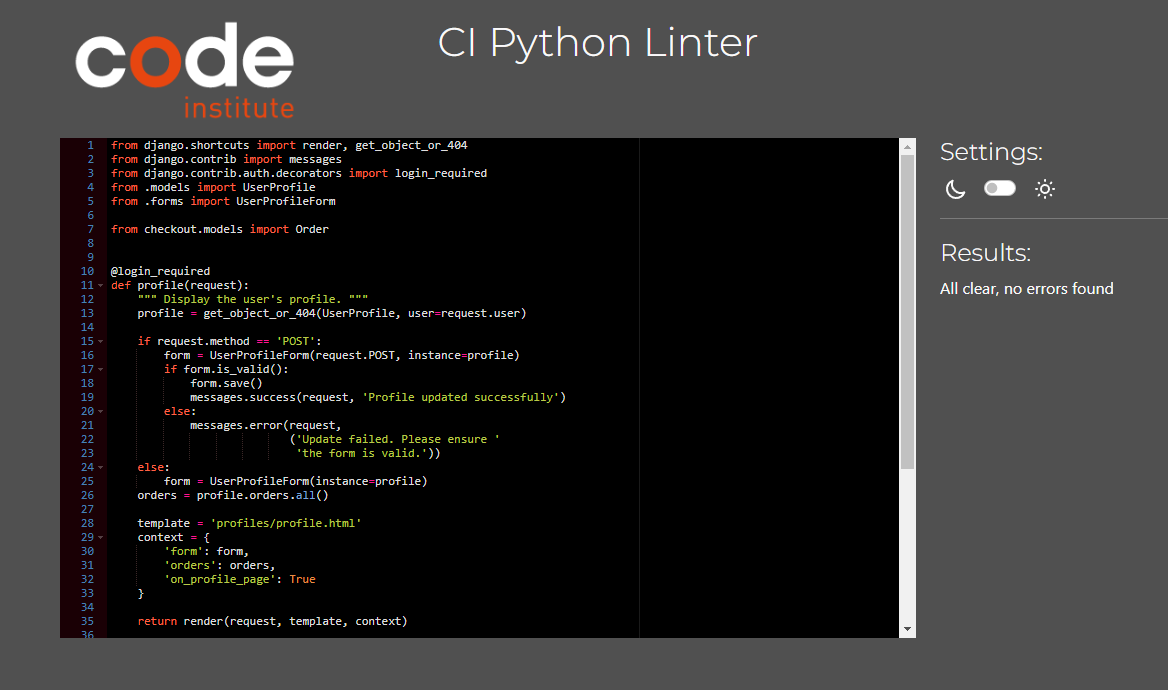 code
institute
CI Python Linter
1 from django.shortcuts import render, get_object_or_404
2 from django.contrib import messages
3 from django.contrib.auth.decorators import login_required
4 from .models import UserProfile
5 from .forms import UserProfileForm
6
7 from checkout.models import Order
8
9
10 @login_required
11 def profile(request):
12     """ Display the user's profile. """
13     profile = get_object_or_404(UserProfile, user=request.user)
14
15     if request.method == 'POST':
16         form = UserProfileForm(request.POST, instance=profile)
17         if form.is_valid():
18             form.save()
19             messages.success(request, 'Profile updated successfully')
20         else:
21             messages.error(request,
22                            ('Update failed. Please ensure '
23                             'the form is valid.'))
24     else:
25         form = UserProfileForm(instance=profile)
26     orders = profile.orders.all()
27
28     template = 'profiles/profile.html'
29     context = {
30         'form': form,
31         'orders': orders,
32         'on_profile_page': True
33     }
34
35     return render(request, template, context)
36
Settings:
Results:
All clear, no errors found